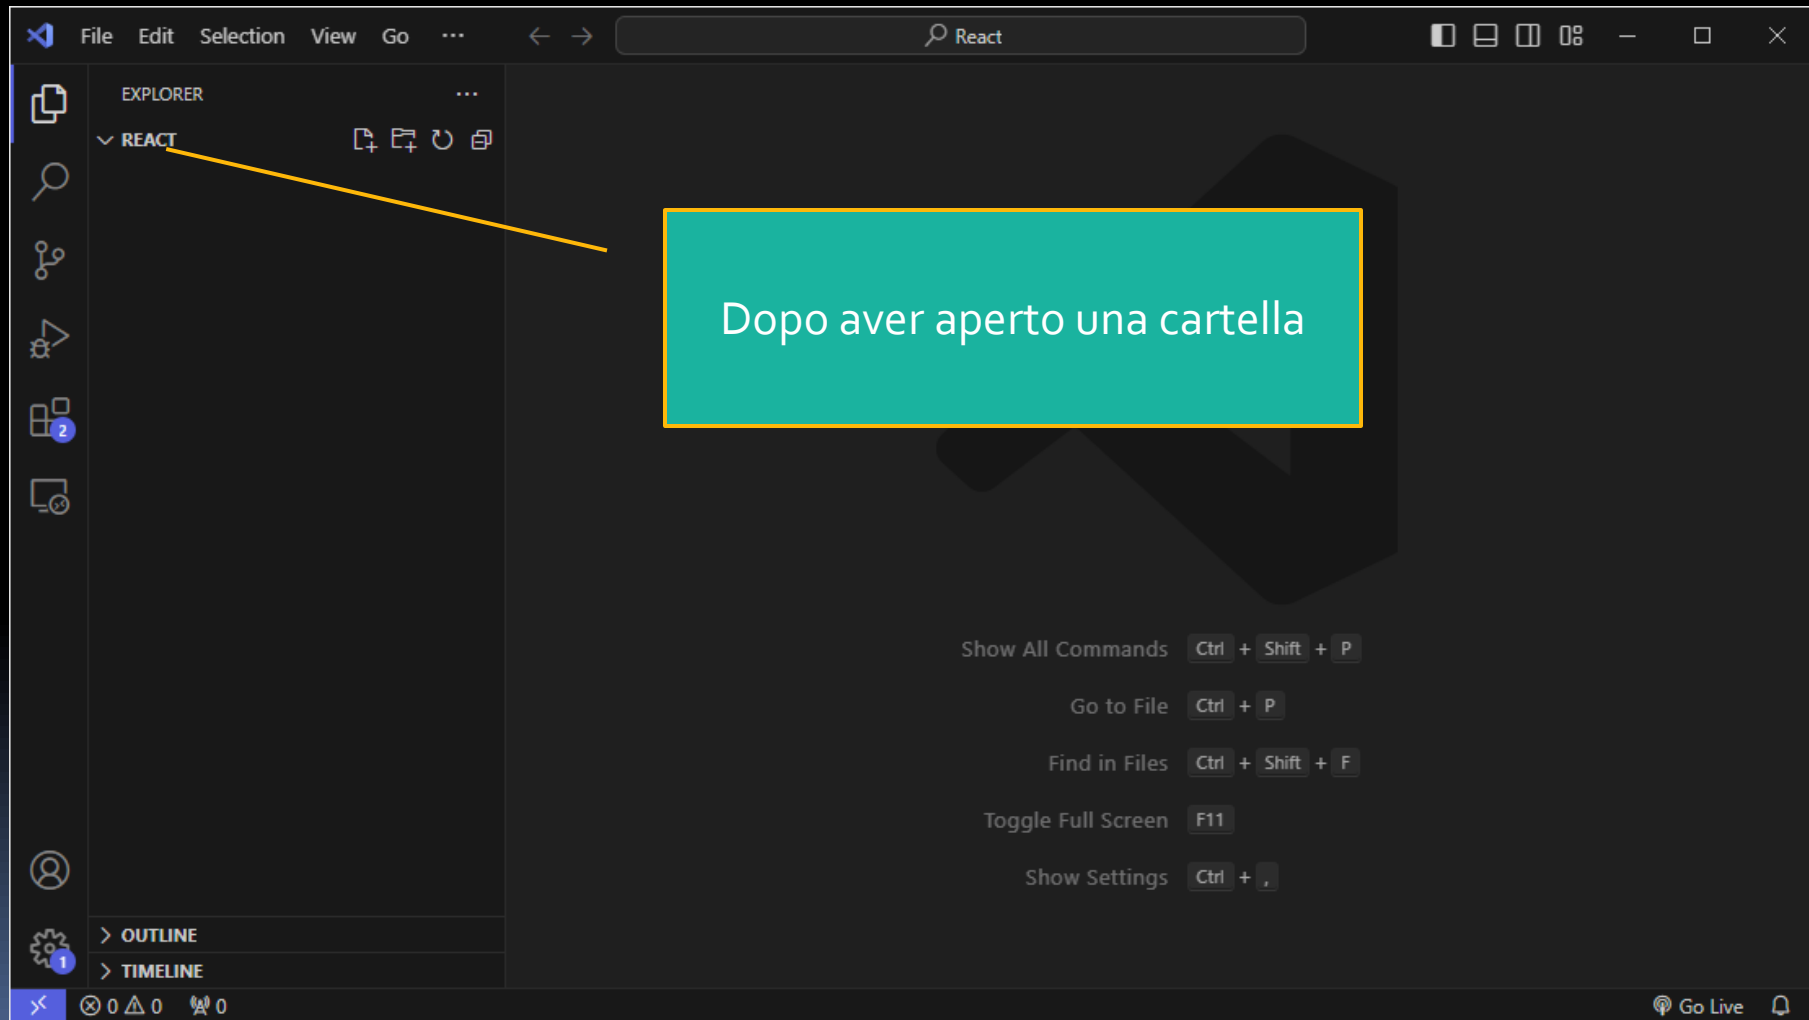 File Edit Selection View Go ··· React
EXPLORER ···
REACT
Dopo aver aperto una cartella
2
Show All Commands Ctrl + Shift + P
Go to File Ctrl + P
Find in Files Ctrl + Shift + F
Toggle Full Screen F11
Show Settings Ctrl + ,
OUTLINE
1
TIMELINE
0 0 0 Go Live